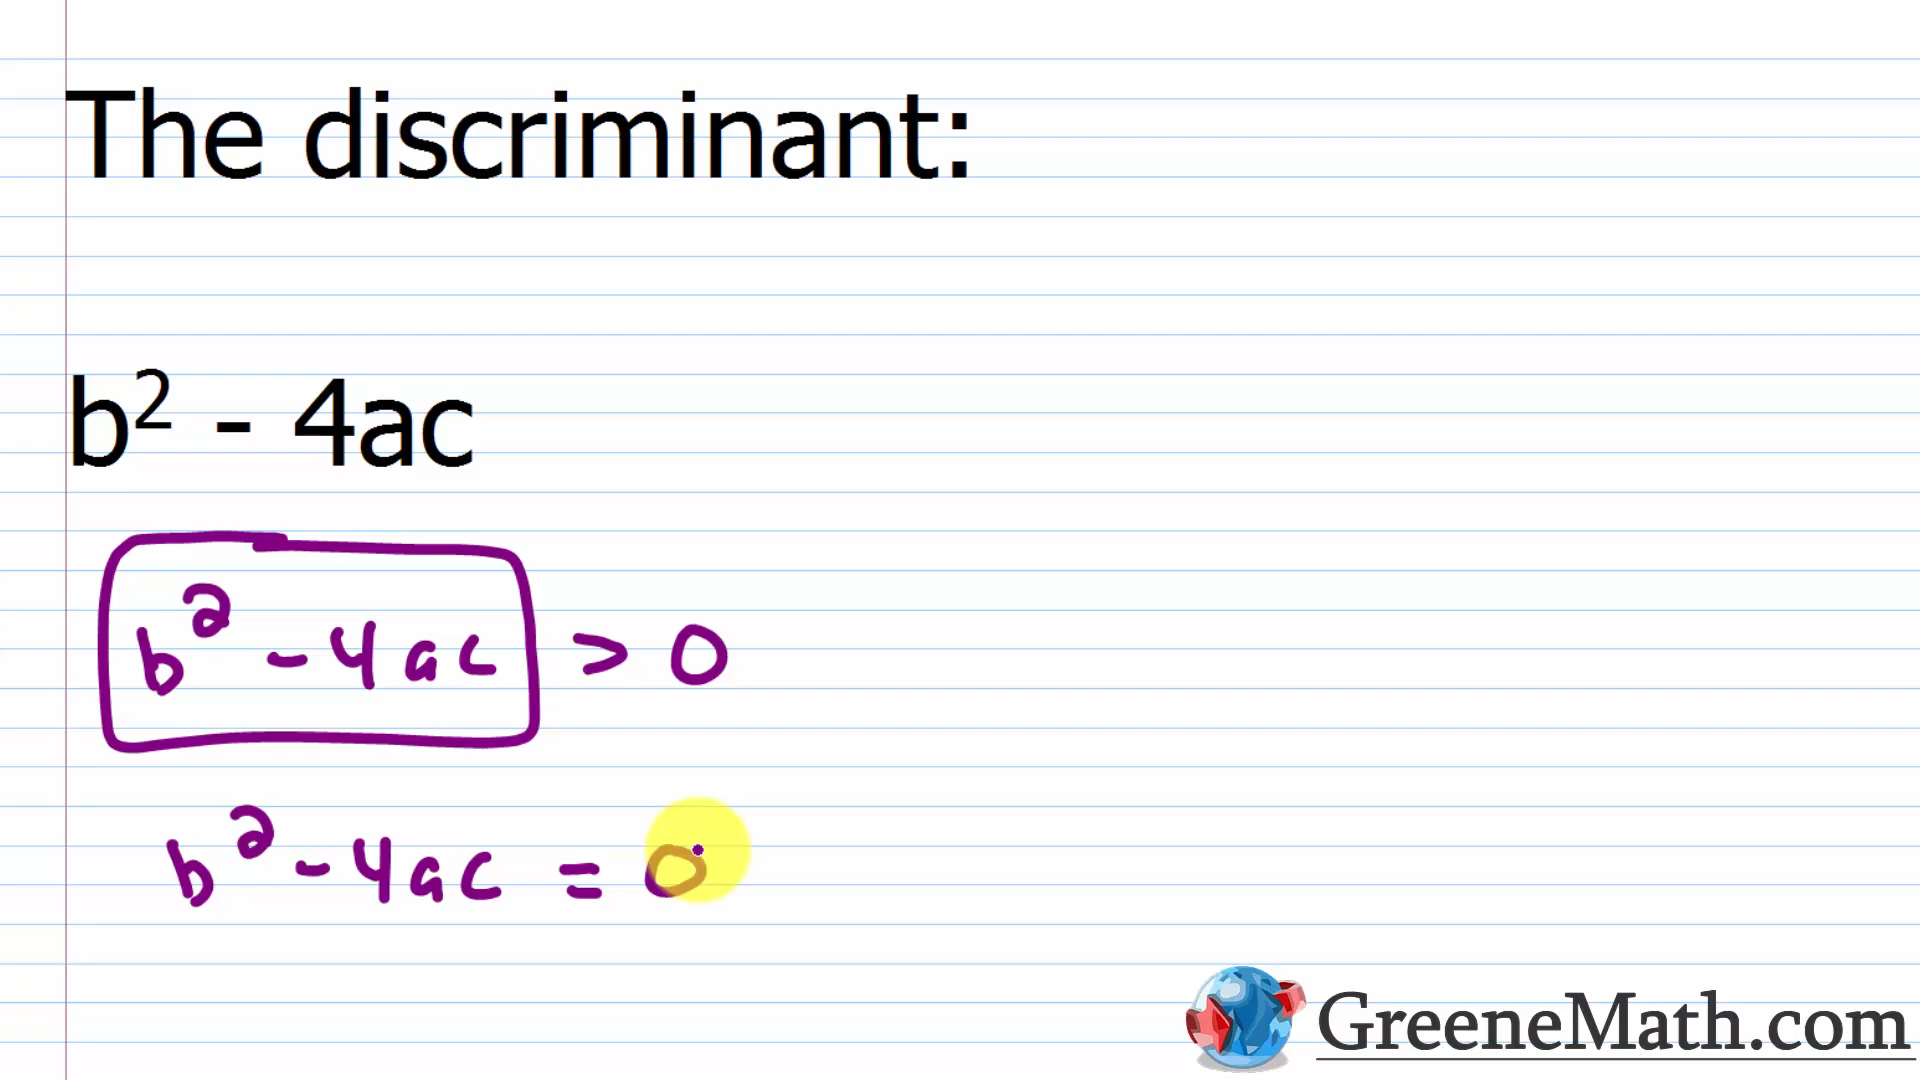 The discriminant:
b² - 4ac
b² - 4ac > 0
b² - 4ac = 0
GreeneMath.com